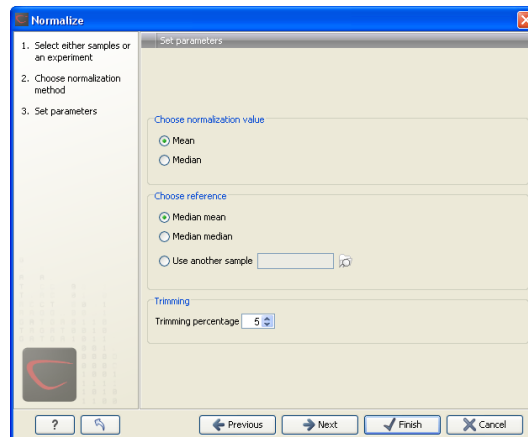 Normalize
1. Select either samples or
an experiment
2. Choose normalization
method
3. Set parameters
Set parameters
Choose normalization value
Mean
Median
Choose reference
Median mean
Median median
Use another sample
Trimming
Trimming percentage 5
? Previous Next Finish Cancel